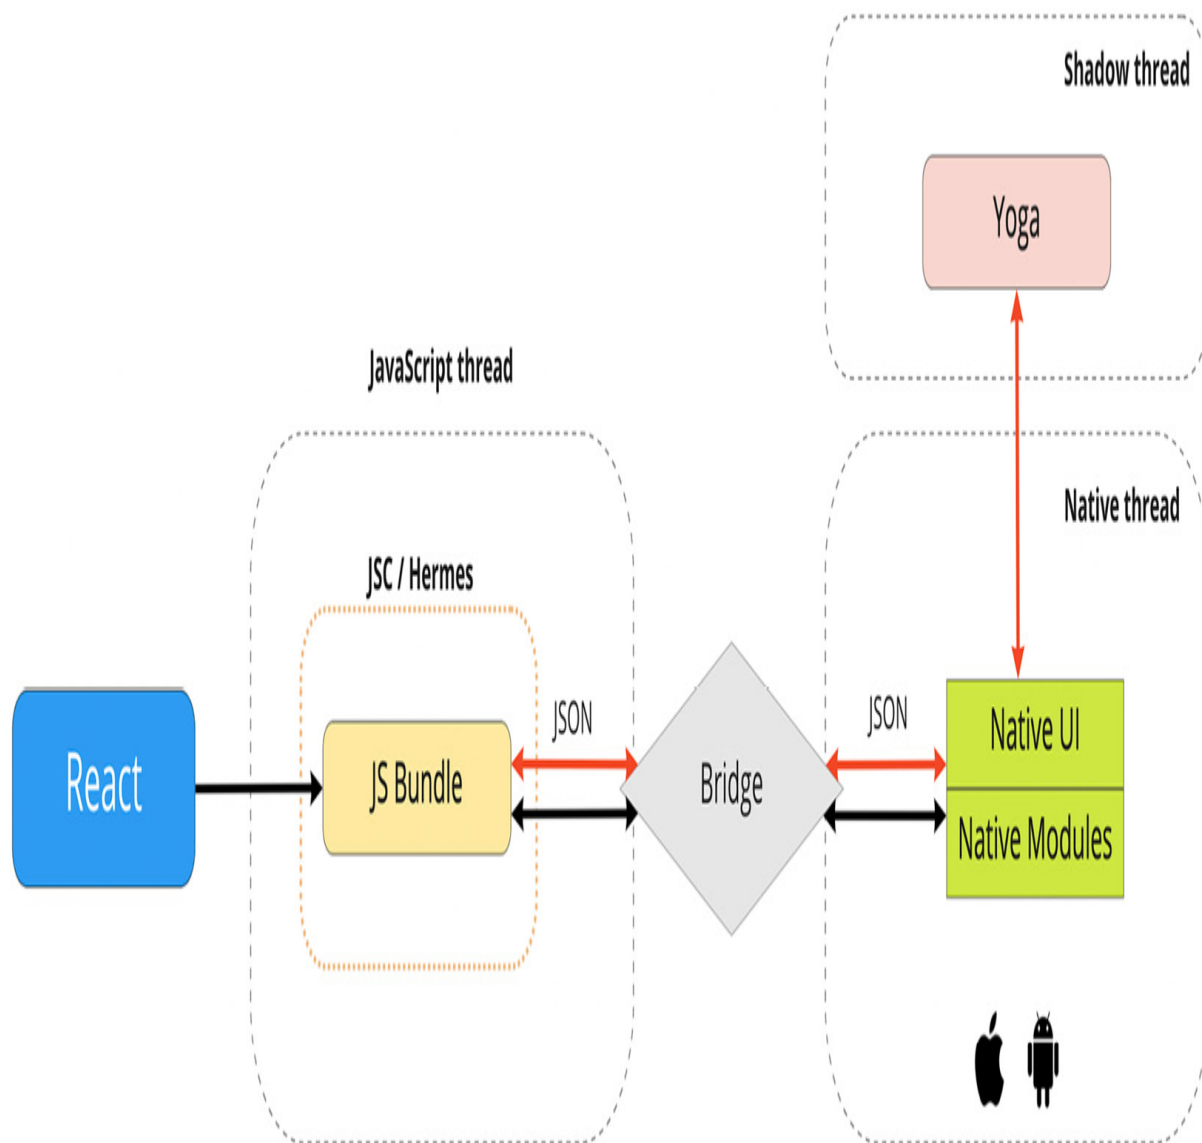 Shadow thread
Yoga
JavaScript thread
Native thread
JSC / Hermes
JSON
JSON
React
JS Bundle
Bridge
Native UI
Native Modules